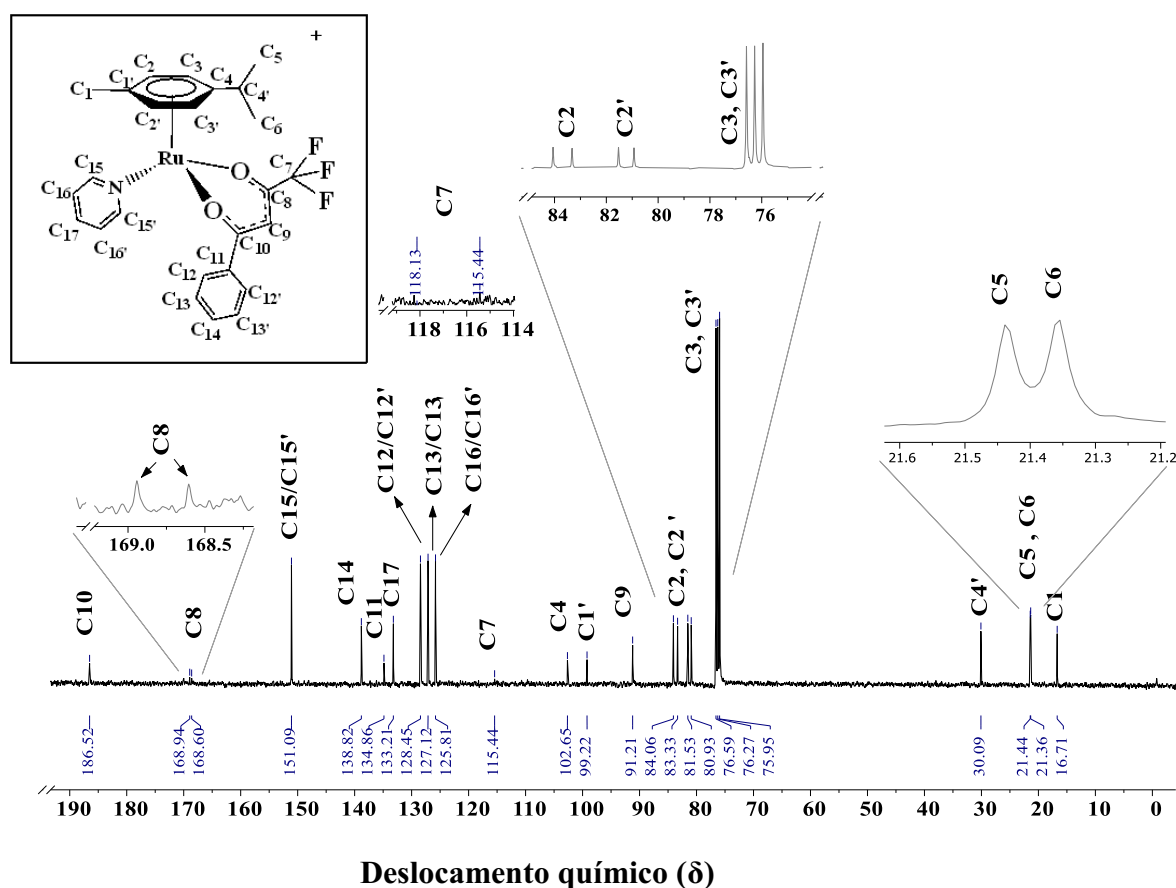 +
C5
C2 C3
C1' C4
C1 C4'
C2' C3' C6
Ru
C15 O C7 F
C16 N F
F
C8
O
C17 C15' C9
C16' C10
C11
C12 C12'
C13 C13'
C14
C2
C2'
C3, C3'
84 82 80 78 76
C7
118.13
115.44
118 116 114
C5
C6
21.6 21.5 21.4 21.3 21.2
C8
169.0 168.5
C10
C8
C15/C15'
C14
C11
C17
C12/C12'
C13/C13
C16/C16'
C7
C4
C1'
C9
C2, C2'
C3, C3'
C4'
C5 , C6
C1
186.52
168.94
168.60
151.09
138.82
134.86
133.21
128.45
127.12
125.81
115.44
102.65
99.22
91.21
84.06
83.33
81.53
80.93
76.59
76.27
75.95
30.09
21.44
21.36
16.71
190 180 170 160 150 140 130 120 110 100 90 80 70 60 50 40 30 20 10 0
Deslocamento químico (δ)